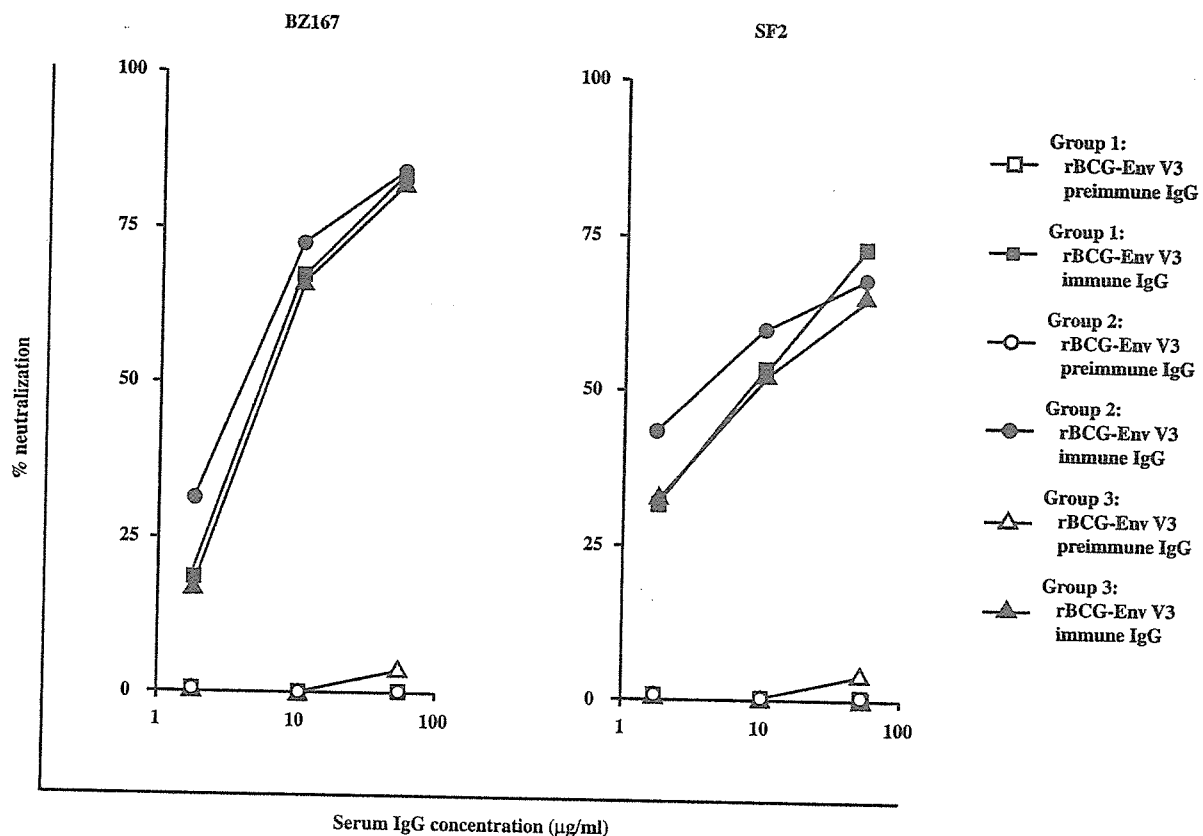 BZ167
SF2
100
75
50
25
0
1
10
100
100
75
50
25
0
1
10
100
% neutralization
Serum IgG concentration (µg/ml)
Group 1:
rBCG-Env V3
preimmune IgG
Group 1:
rBCG-Env V3
immune IgG
Group 2:
rBCG-Env V3
preimmune IgG
Group 2:
rBCG-Env V3
immune IgG
Group 3:
rBCG-Env V3
preimmune IgG
Group 3:
rBCG-Env V3
immune IgG